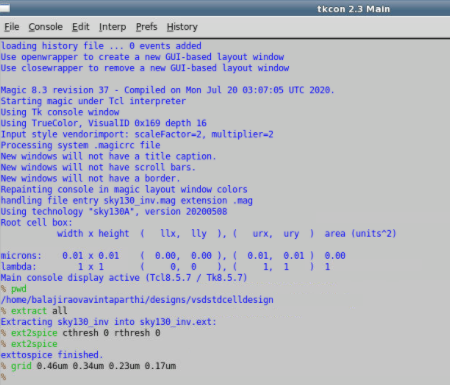 tkcon 2.3 Main
File Console Edit Interp Prefs History
loading history file ... 0 events added
Use openwrapper to create a new GUI-based layout window
Use closewrapper to remove a new GUI-based layout window
Magic 8.3 revision 37 - Compiled on Mon Jul 20 03:07:05 UTC 2020.
Starting magic under Tcl interpreter
Using Tk console window
Using TrueColor, VisualID 0x169 depth 16
Input style vendorimport: scaleFactor=2, multiplier=2
Processing system .magicrc file
New windows will not have a title caption.
New windows will not have scroll bars.
New windows will not have a border.
Repainting console in magic layout window colors
handling file entry sky130_inv.mag extension .mag
Using technology "sky130A", version 20200508
Root cell box:
width x height ( llx, lly ), ( urx, ury ) area (units^2)
microns: 0.01 x 0.01 ( 0.00, 0.00 ), ( 0.01, 0.01 ) 0.00
lambda: 1 x 1 ( 0, 0 ), ( 1, 1 ) 1
Main console display active (Tcl8.5.7 / Tk8.5.7)
% pwd
/home/balajiraovavintaparthi/designs/vsdstdcelldesign
% extract all
Extracting sky130_inv into sky130_inv.ext:
% ext2spice cthresh 0 rthresh 0
% ext2spice
exttospice finished.
% grid 0.46um 0.34um 0.23um 0.17um
%